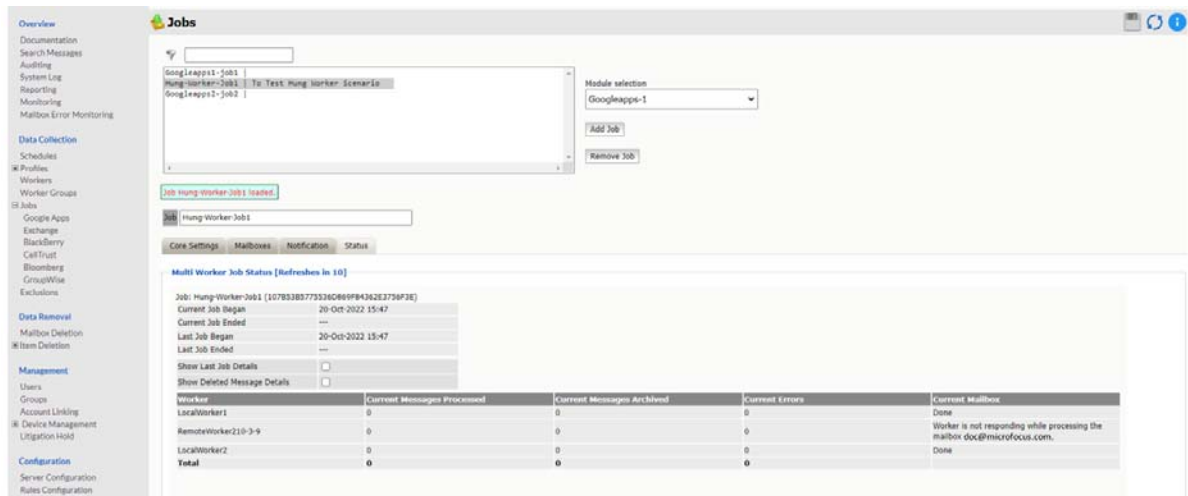 Overview
Documentation
Search Messages
Auditing
System Log
Reporting
Monitoring
Mailbox Error Monitoring
Data Collection
Schedules
Profiles
Workers
Worker Groups
Jobs
Google Apps
Exchange
BlackBerry
CellTrust
Bloomberg
GroupWise
Exclusions
Data Removal
Mailbox Deletion
Item Deletion
Management
Users
Groups
Account Linking
Device Management
Litigation Hold
Configuration
Server Configuration
Rules Configuration
Jobs
Googleapps1-job1 |
Hung-Worker-Job1 | To Test Hung Worker Scenario
Googleapps2-job2 |
Module selection
Googleapps-1
Add Job
Remove Job
Job Hung-Worker-Job1 loaded.
Job Hung-Worker-Job1
Core Settings Mailboxes Notification Status
Multi Worker Job Status [Refreshes in 10]
Job: Hung-Worker-Job1
Current Job Began 20-Oct-2022 15:47
Current Job Ended ---
Last Job Began 20-Oct-2022 15:47
Last Job Ended ---
Show Last Job Details
Show Deleted Message Details
Worker Current Messages Processed Current Messages Archived Current Errors Current Mailbox
LocalWorker1 0 0 0 Done
RemoteWorker210-3-9 0 0 0 Worker is not responding while processing the
mailbox doc@microfocus.com.
LocalWorker2 0 0 0 Done
Total 0 0 0